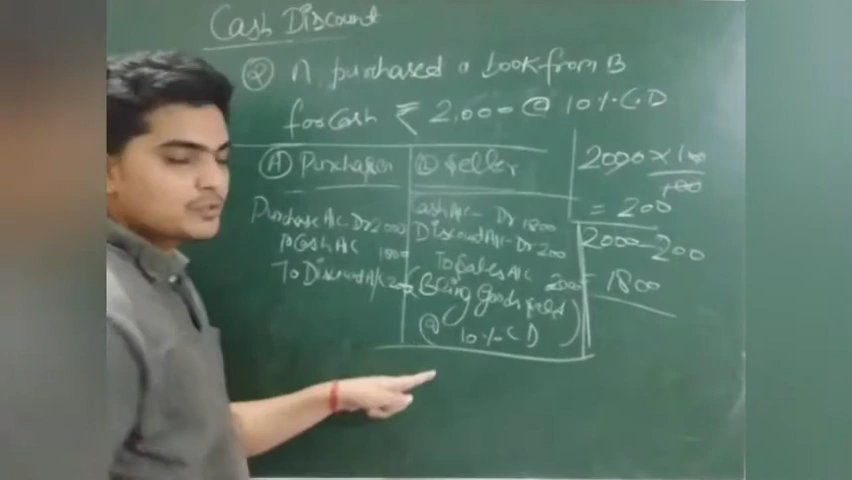 Cash Discount
Q A purchased a book from B
for Cash ₹ 2,000 @ 10% C.D
A Purchaser
Purchase A/C - Dr 2000
To Cash A/C 1800
To Discount A/C 200
Seller
Cash A/C - Dr 1800
Discount A/C - Dr 200
To Sales A/C 2000
(Being Goods sold
@ 10% CD)
2000 ×
100
= 200
2000 - 200
1800